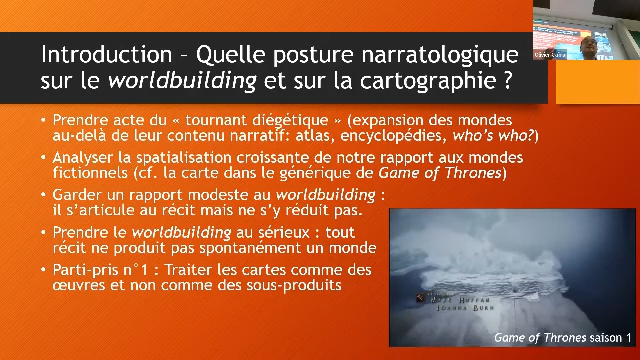 Introduction – Quelle posture narratologique
sur le worldbuilding et sur la cartographie ?
• Prendre acte du « tournant diégétique » (expansion des mondes
au-delà de leur contenu narratif: atlas, encyclopédies, who's who?)
• Analyser la spatialisation croissante de notre rapport aux mondes
fictionnels (cf. la carte dans le générique de Game of Thrones)
• Garder un rapport modeste au worldbuilding :
il s'articule au récit mais ne s'y réduit pas.
• Prendre le worldbuilding au sérieux : tout
récit ne produit pas spontanément un monde
• Parti-pris n°1 : Traiter les cartes comme des
œuvres et non comme des sous-produits
Game of Thrones saison 1